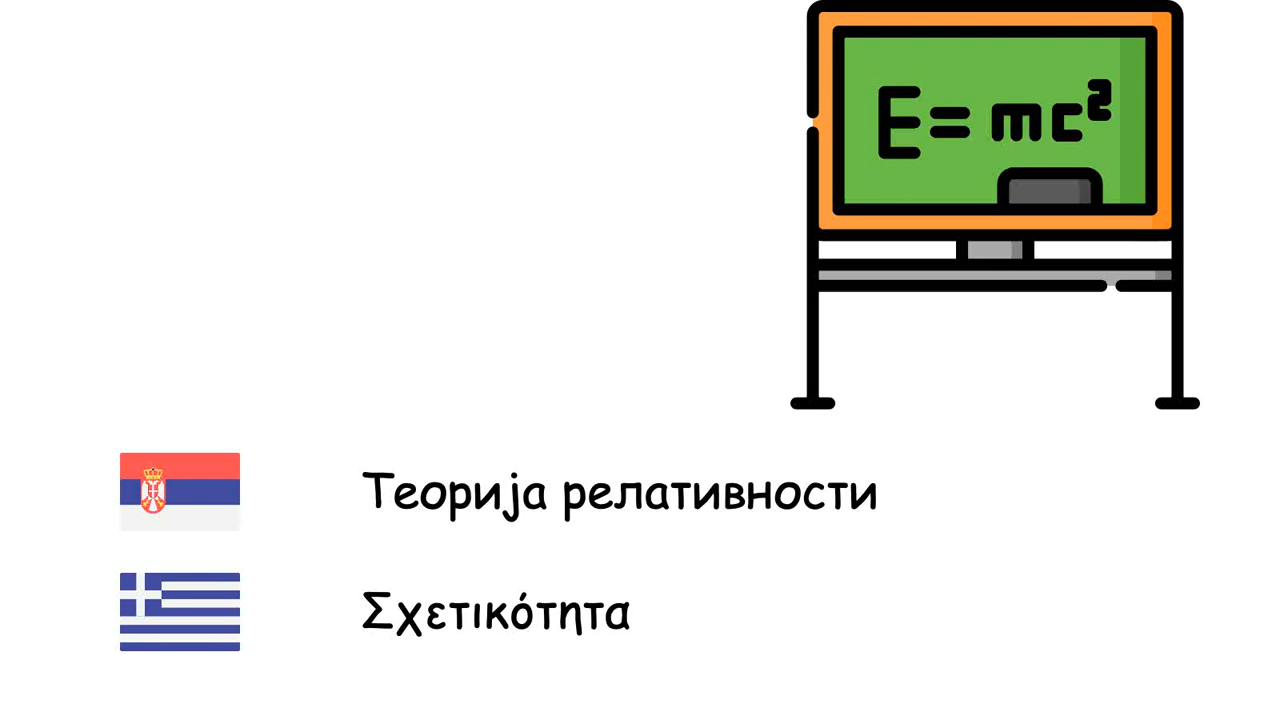 E = mc²
Теорија релативности
Σχετικότητα